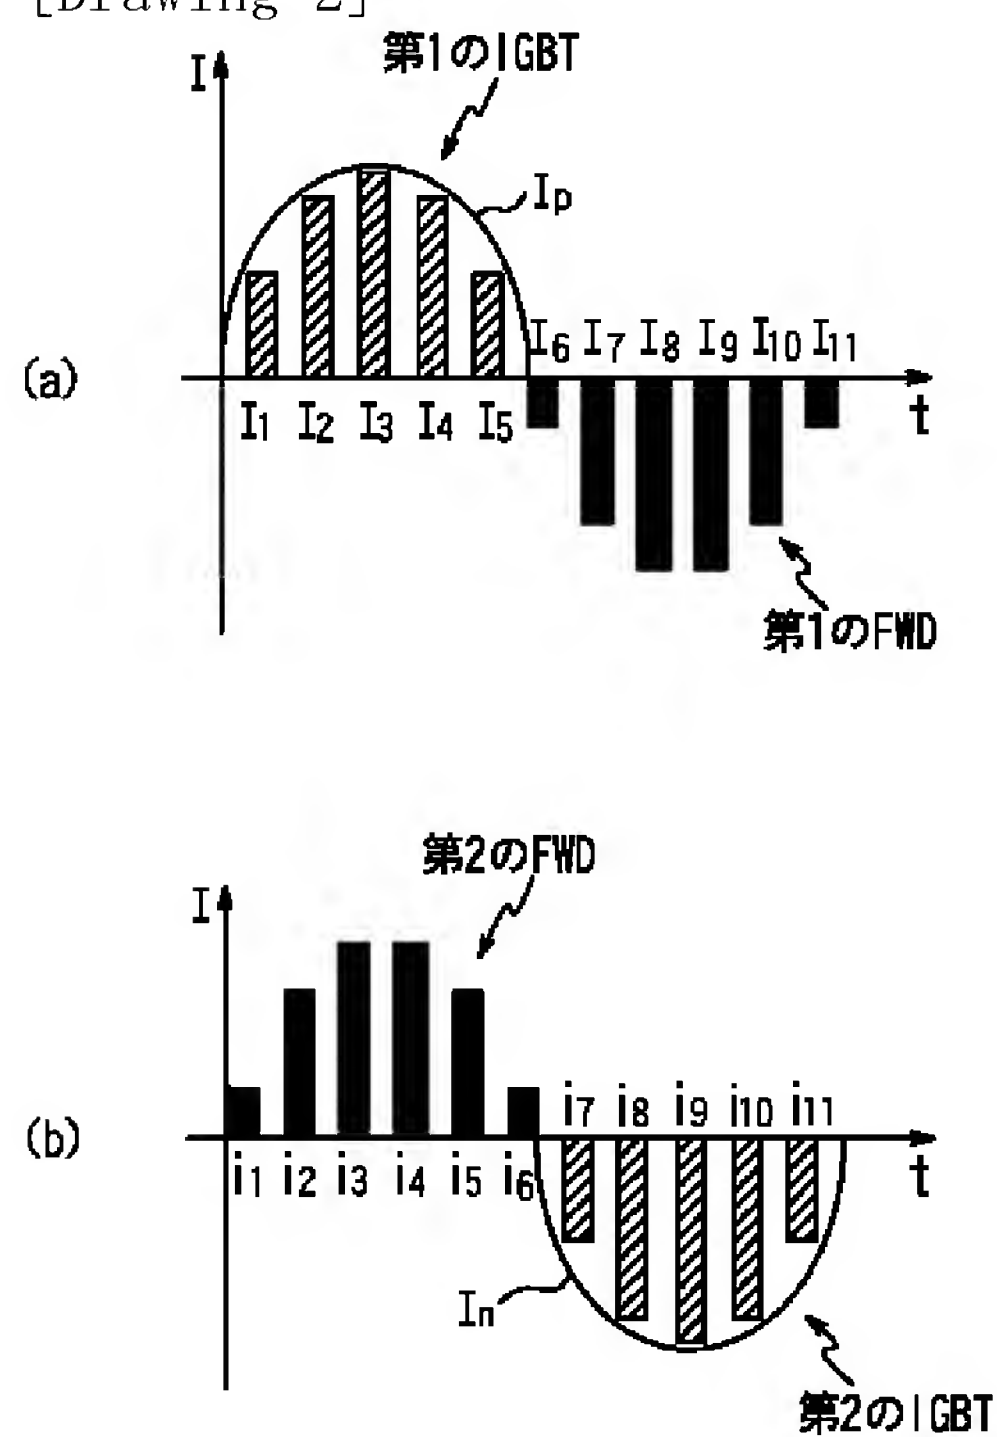 [Drawing 2]
I
第1のIGBT
Ip
I6 I7 I8 I9 I10 I11
(a)
I1 I2 I3 I4 I5
t
第1のFWD
第2のFWD
I
i7 i8 i9 i10 i11
(b)
i1 i2 i3 i4 i5 i6
t
In
第2のIGBT